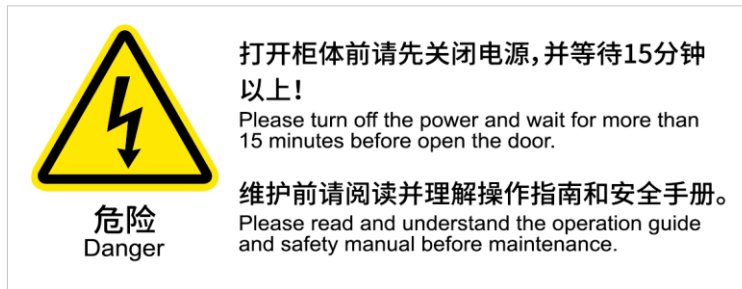 危险
Danger
打开柜体前请先关闭电源，并等待15分钟
以上！
Please turn off the power and wait for more than
15 minutes before open the door.
维护前请阅读并理解操作指南和安全手册。
Please read and understand the operation guide
and safety manual before maintenance.